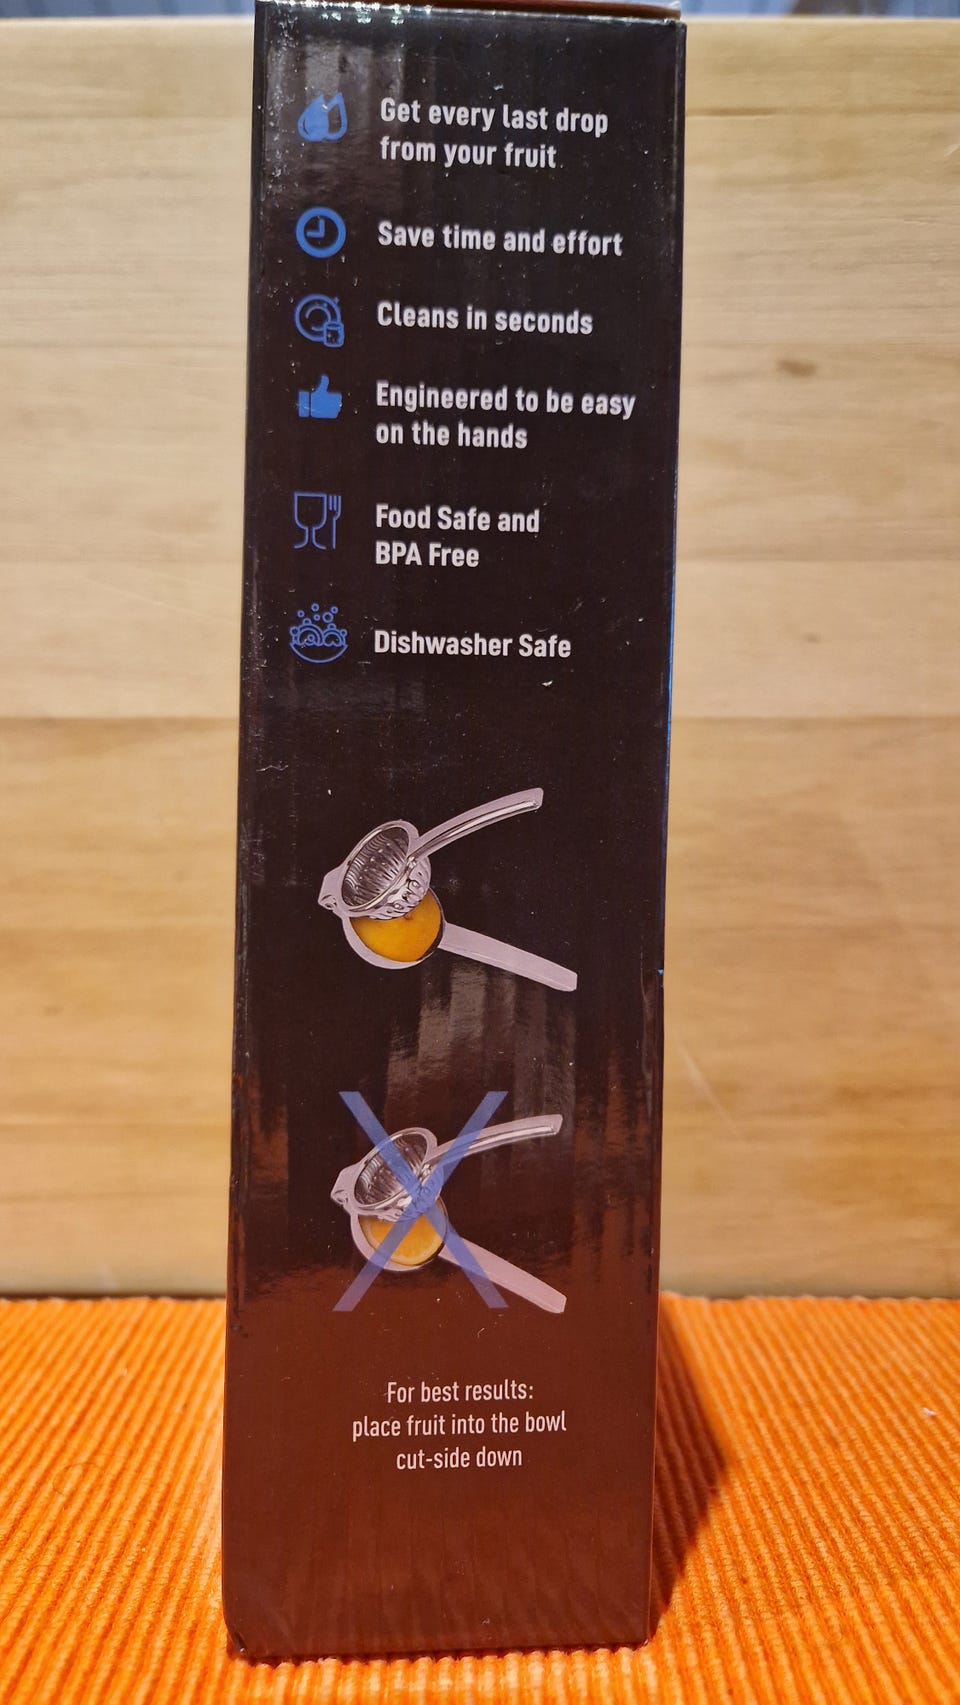 Get every last drop
from your fruit
Save time and effort
Cleans in seconds
Engineered to be easy
on the hands
Food Safe and
BPA Free
Dishwasher Safe
For best results:
place fruit into the bowl
cut-side down